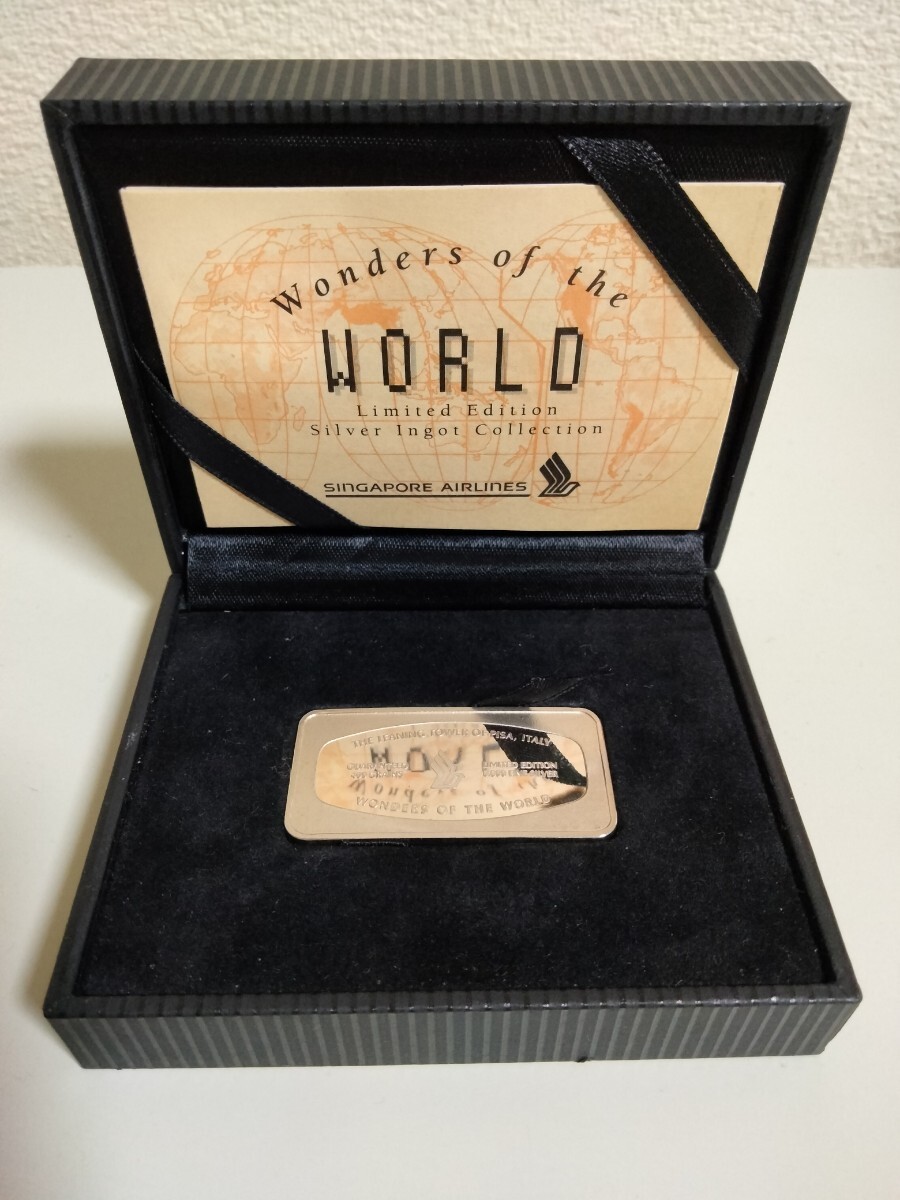 Wonders of the
WORLD
Limited Edition
Silver Ingot Collection
SINGAPORE AIRLINES
THE LEANING TOWER OF PISA, ITALY
LIMITED EDITION
WONDERS OF THE WORLD